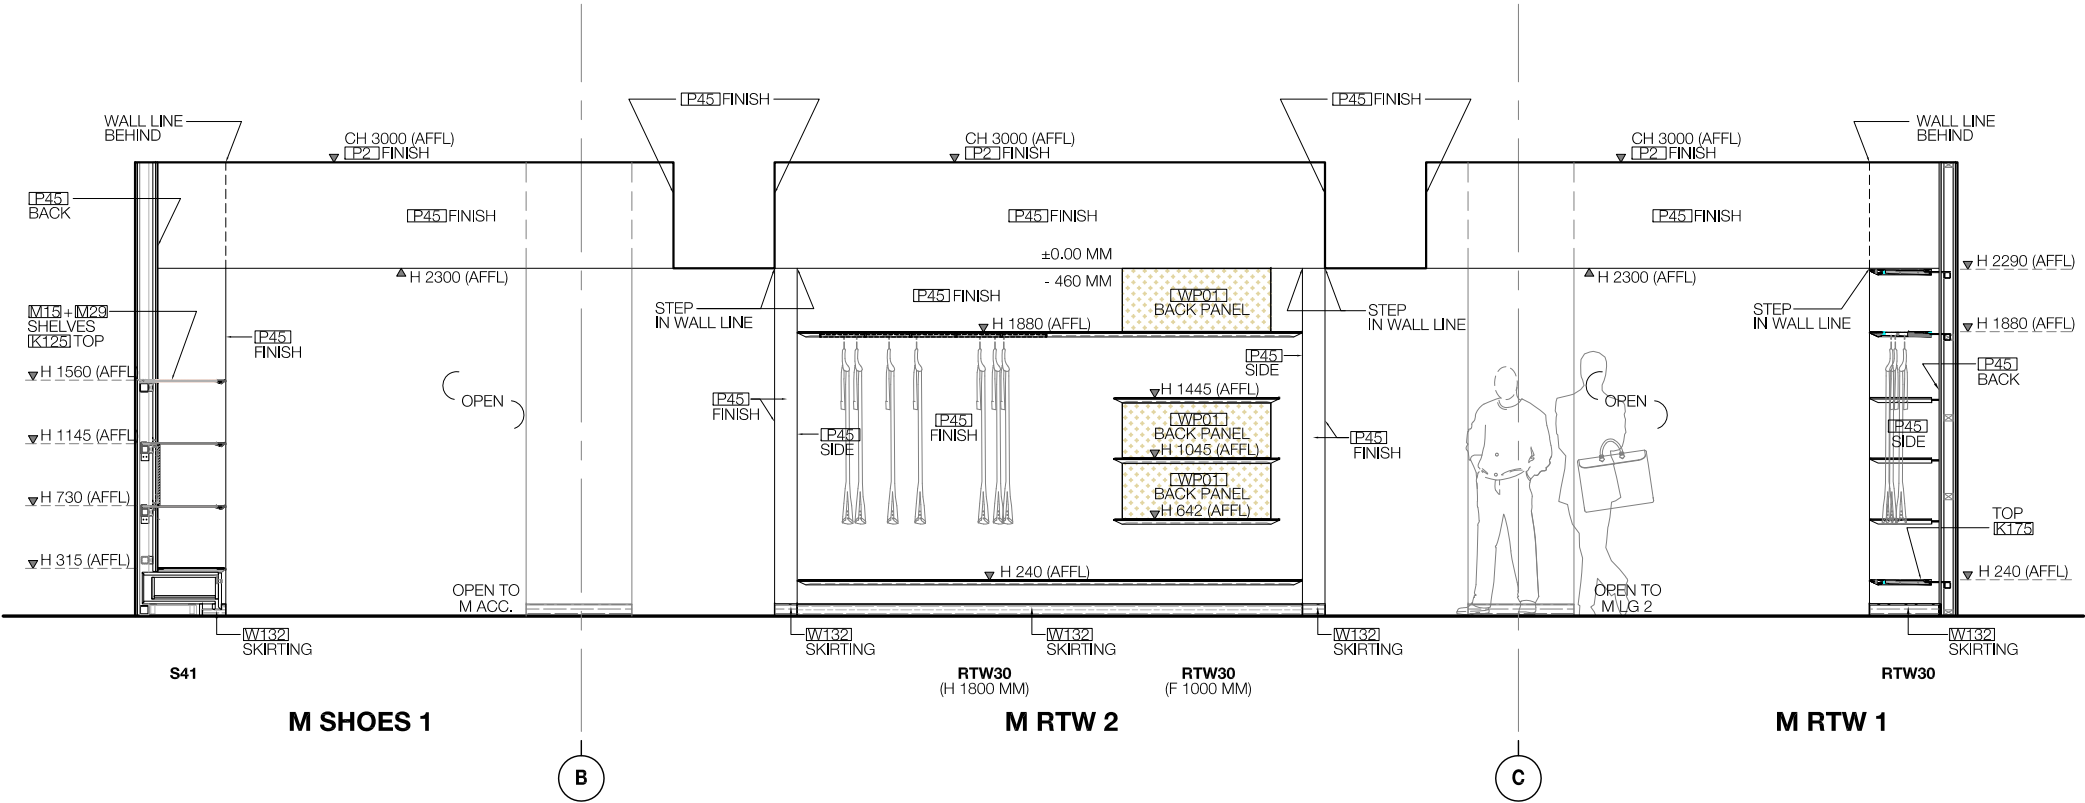 P45 FINISH
P45 FINISH
WALL LINE
BEHIND
WALL LINE
BEHIND
CH 3000 (AFFL)
P2 FINISH
CH 3000 (AFFL)
P2 FINISH
CH 3000 (AFFL)
P2 FINISH
P45
BACK
P45 FINISH
P45 FINISH
P45 FINISH
±0.00 MM
- 460 MM
H 2300 (AFFL)
H 2300 (AFFL)
H 2290 (AFFL)
M15 + M29
SHELVES
K125 TOP
P45
FINISH
STEP
IN WALL LINE
P45 FINISH
WP01
BACK PANEL
STEP
IN WALL LINE
STEP
IN WALL LINE
H 1880 (AFFL)
H 1880 (AFFL)
P45
SIDE
P45
BACK
H 1560 (AFFL)
OPEN
P45
FINISH
H 1445 (AFFL)
OPEN
H 1145 (AFFL)
P45
SIDE
P45
FINISH
WP01
BACK PANEL
H 1045 (AFFL)
P45
FINISH
P45
SIDE
H 730 (AFFL)
WP01
BACK PANEL
H 642 (AFFL)
TOP
K175
H 315 (AFFL)
OPEN TO
M ACC.
H 240 (AFFL)
OPEN TO
M LG 2
H 240 (AFFL)
W132
SKIRTING
W132
SKIRTING
W132
SKIRTING
W132
SKIRTING
W132
SKIRTING
S41
RTW30
(H 1800 MM)
RTW30
(F 1000 MM)
RTW30
M SHOES 1
M RTW 2
M RTW 1
B
C